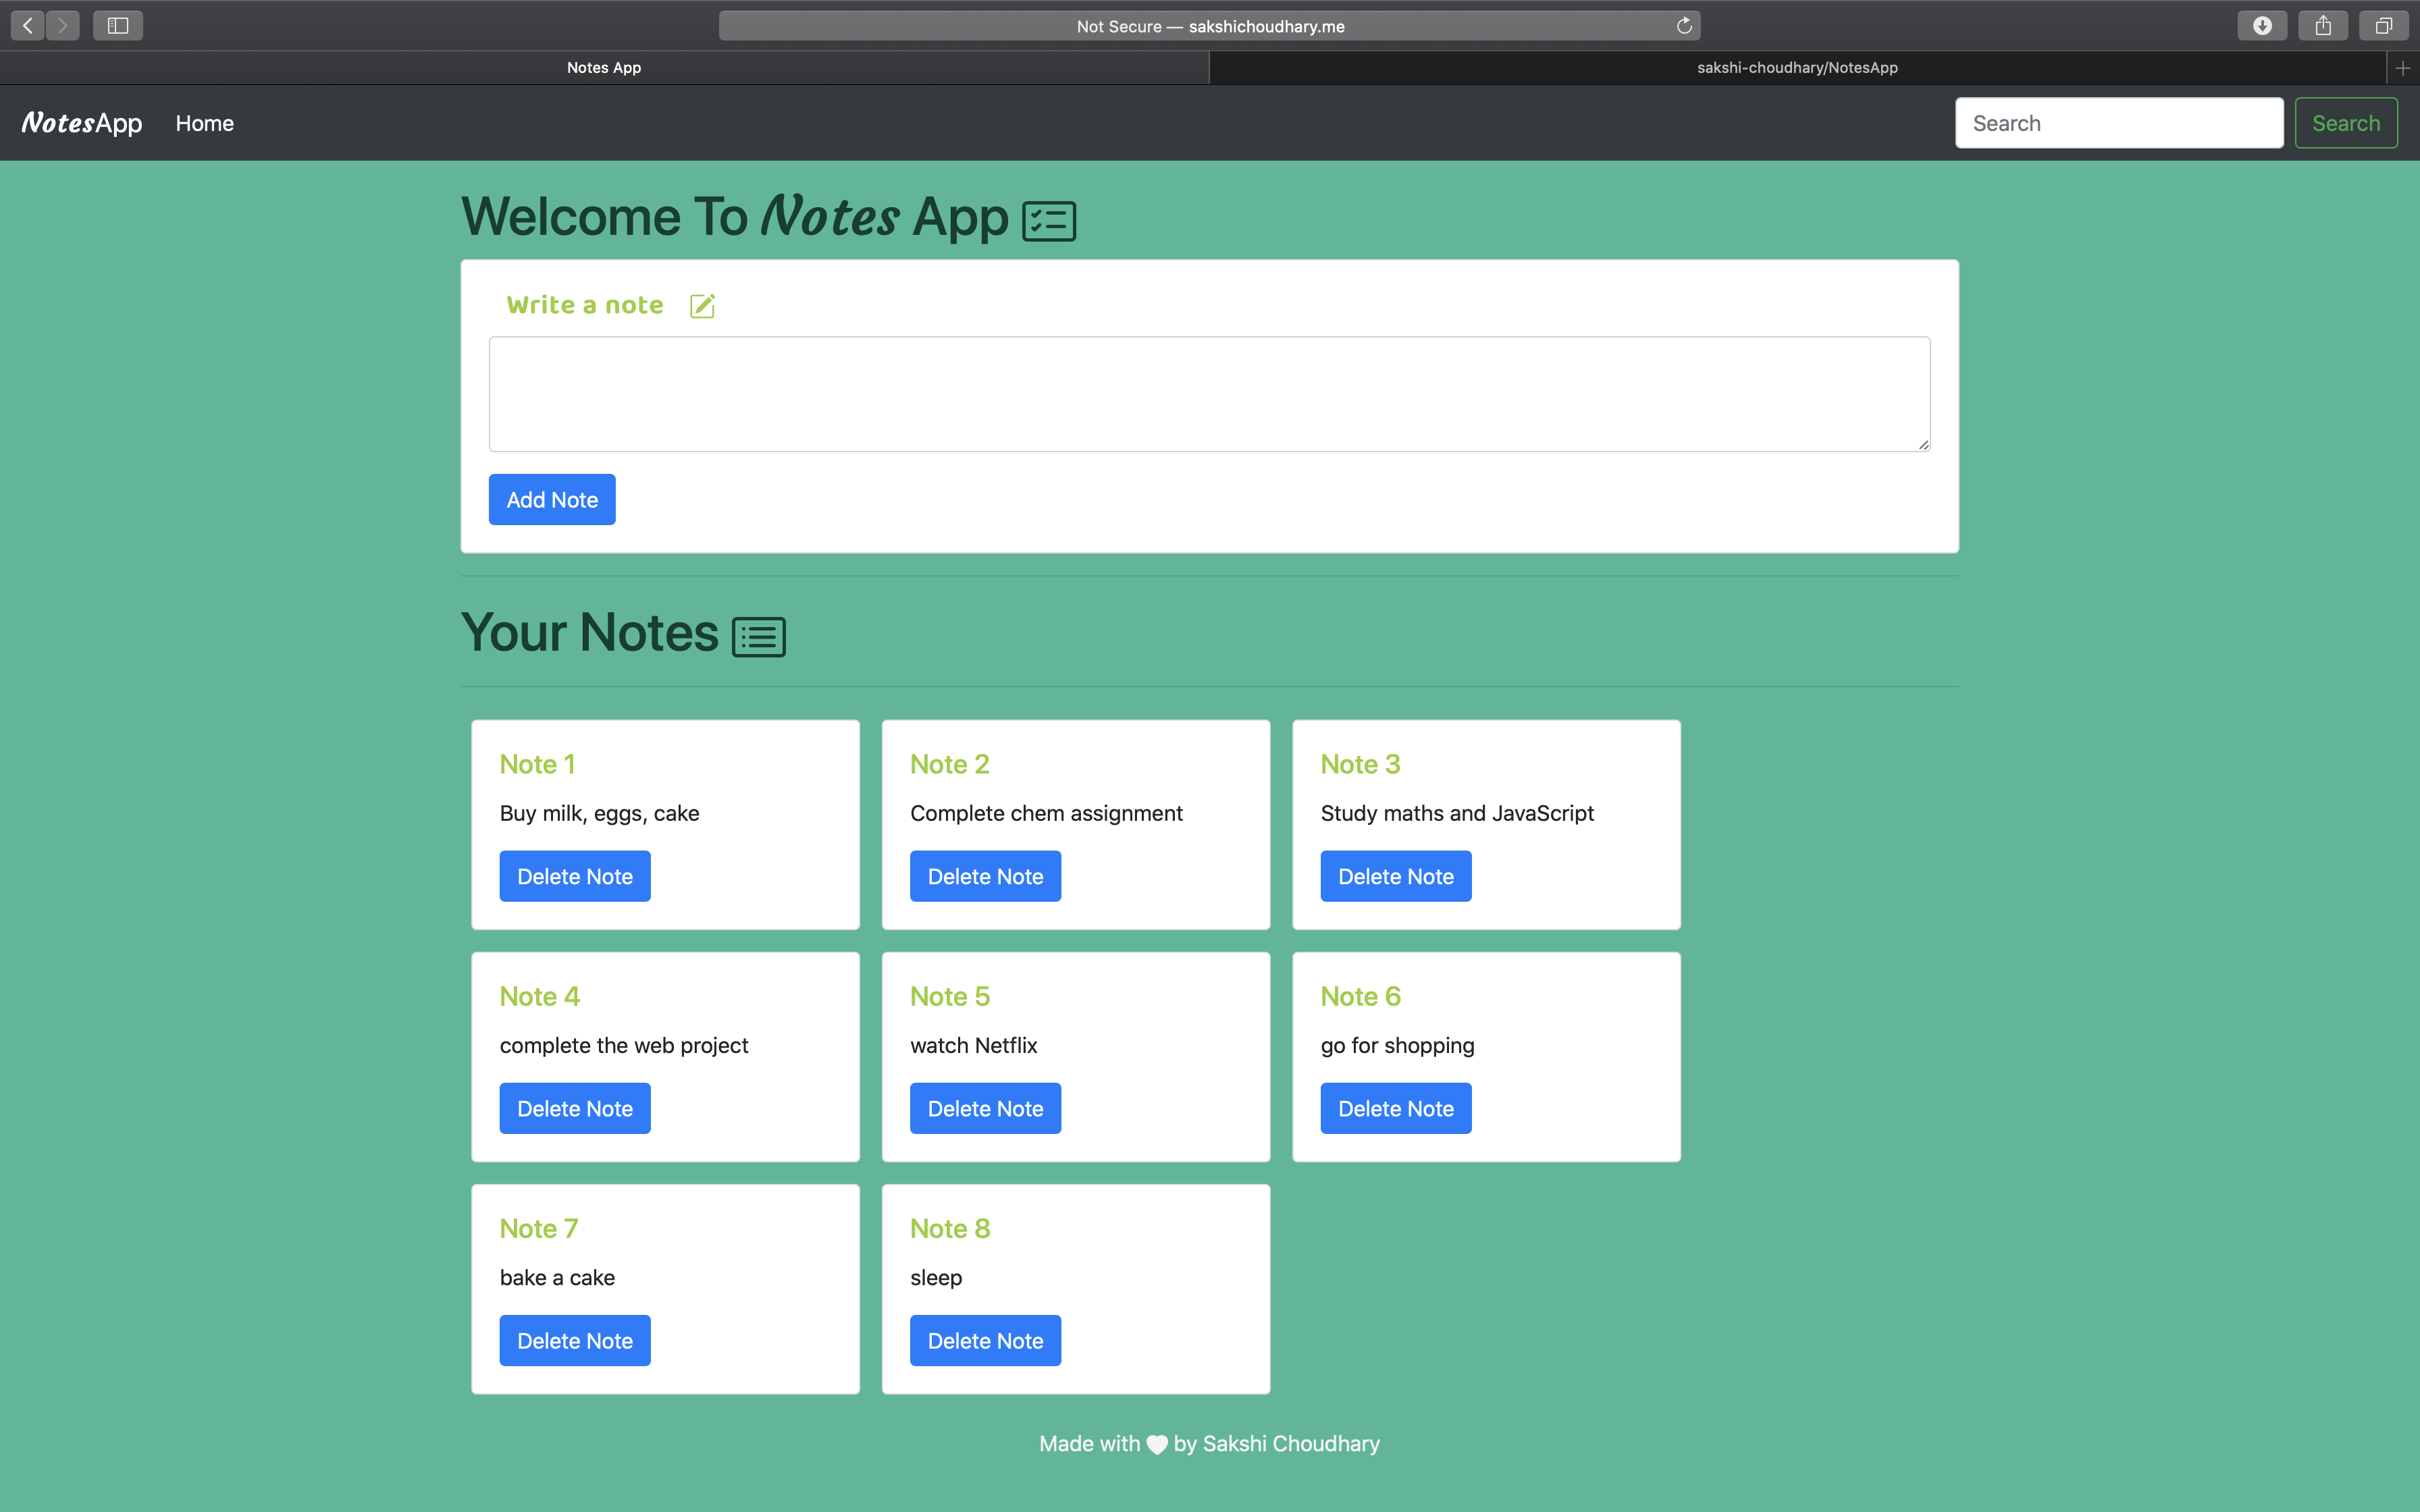 Not Secure — sakshichoudhary.me
Notes App
sakshi-choudhary/NotesApp
NotesApp
Home
Search
Search
Welcome To Notes App
Write a note
Add Note
Your Notes
Note 1
Buy milk, eggs, cake
Delete Note
Note 2
Complete chem assignment
Delete Note
Note 3
Study maths and JavaScript
Delete Note
Note 4
complete the web project
Delete Note
Note 5
watch Netflix
Delete Note
Note 6
go for shopping
Delete Note
Note 7
bake a cake
Delete Note
Note 8
sleep
Delete Note
Made with by Sakshi Choudhary